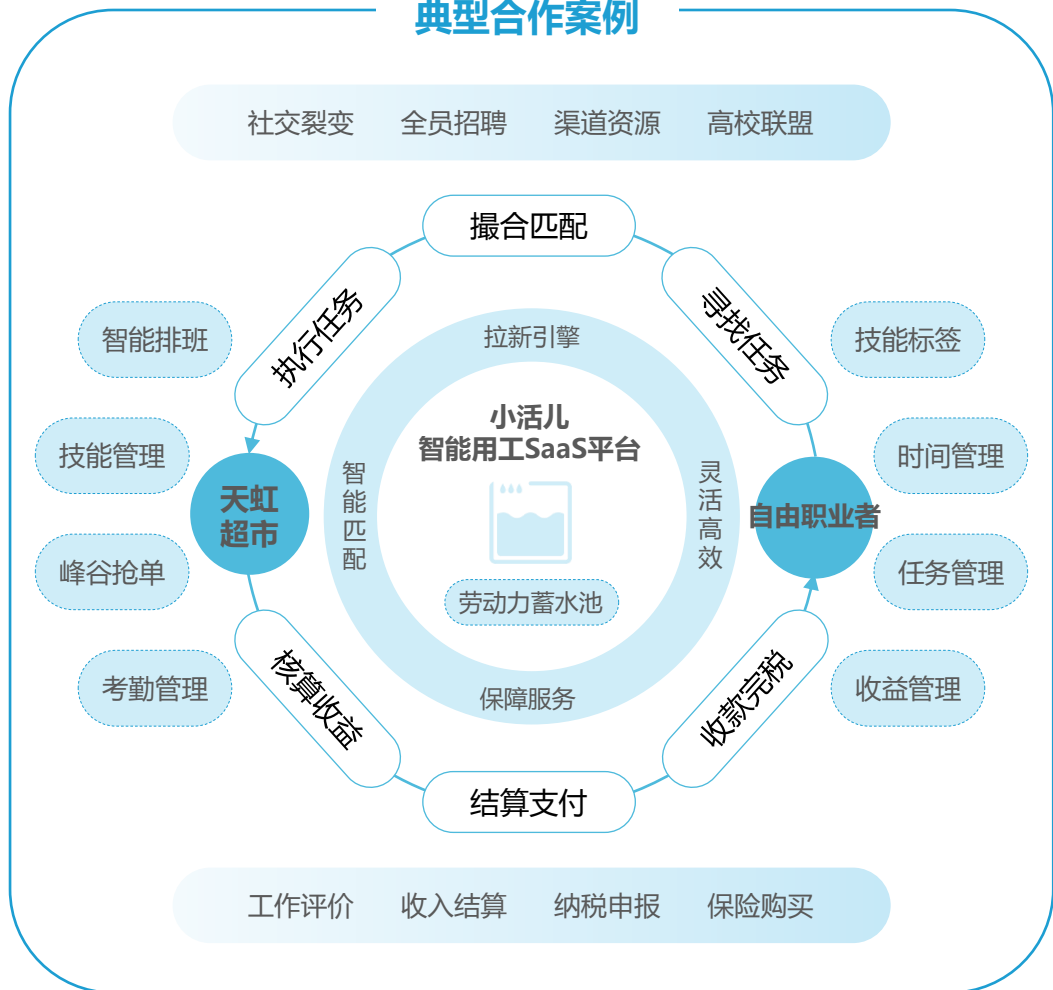 典型合作案例
社交裂变 全员招聘 渠道资源 高校联盟
撮合匹配
执行任务
寻找任务
智能排班
技能管理
峰谷抢单
考勤管理
天虹
超市
拉新引擎
智能匹配
小活儿
智能用工SaaS平台
劳动力蓄水池
灵活高效
保障服务
自由职业者
技能标签
时间管理
任务管理
收益管理
核算收益
收款完税
结算支付
工作评价 收入结算 纳税申报 保险购买